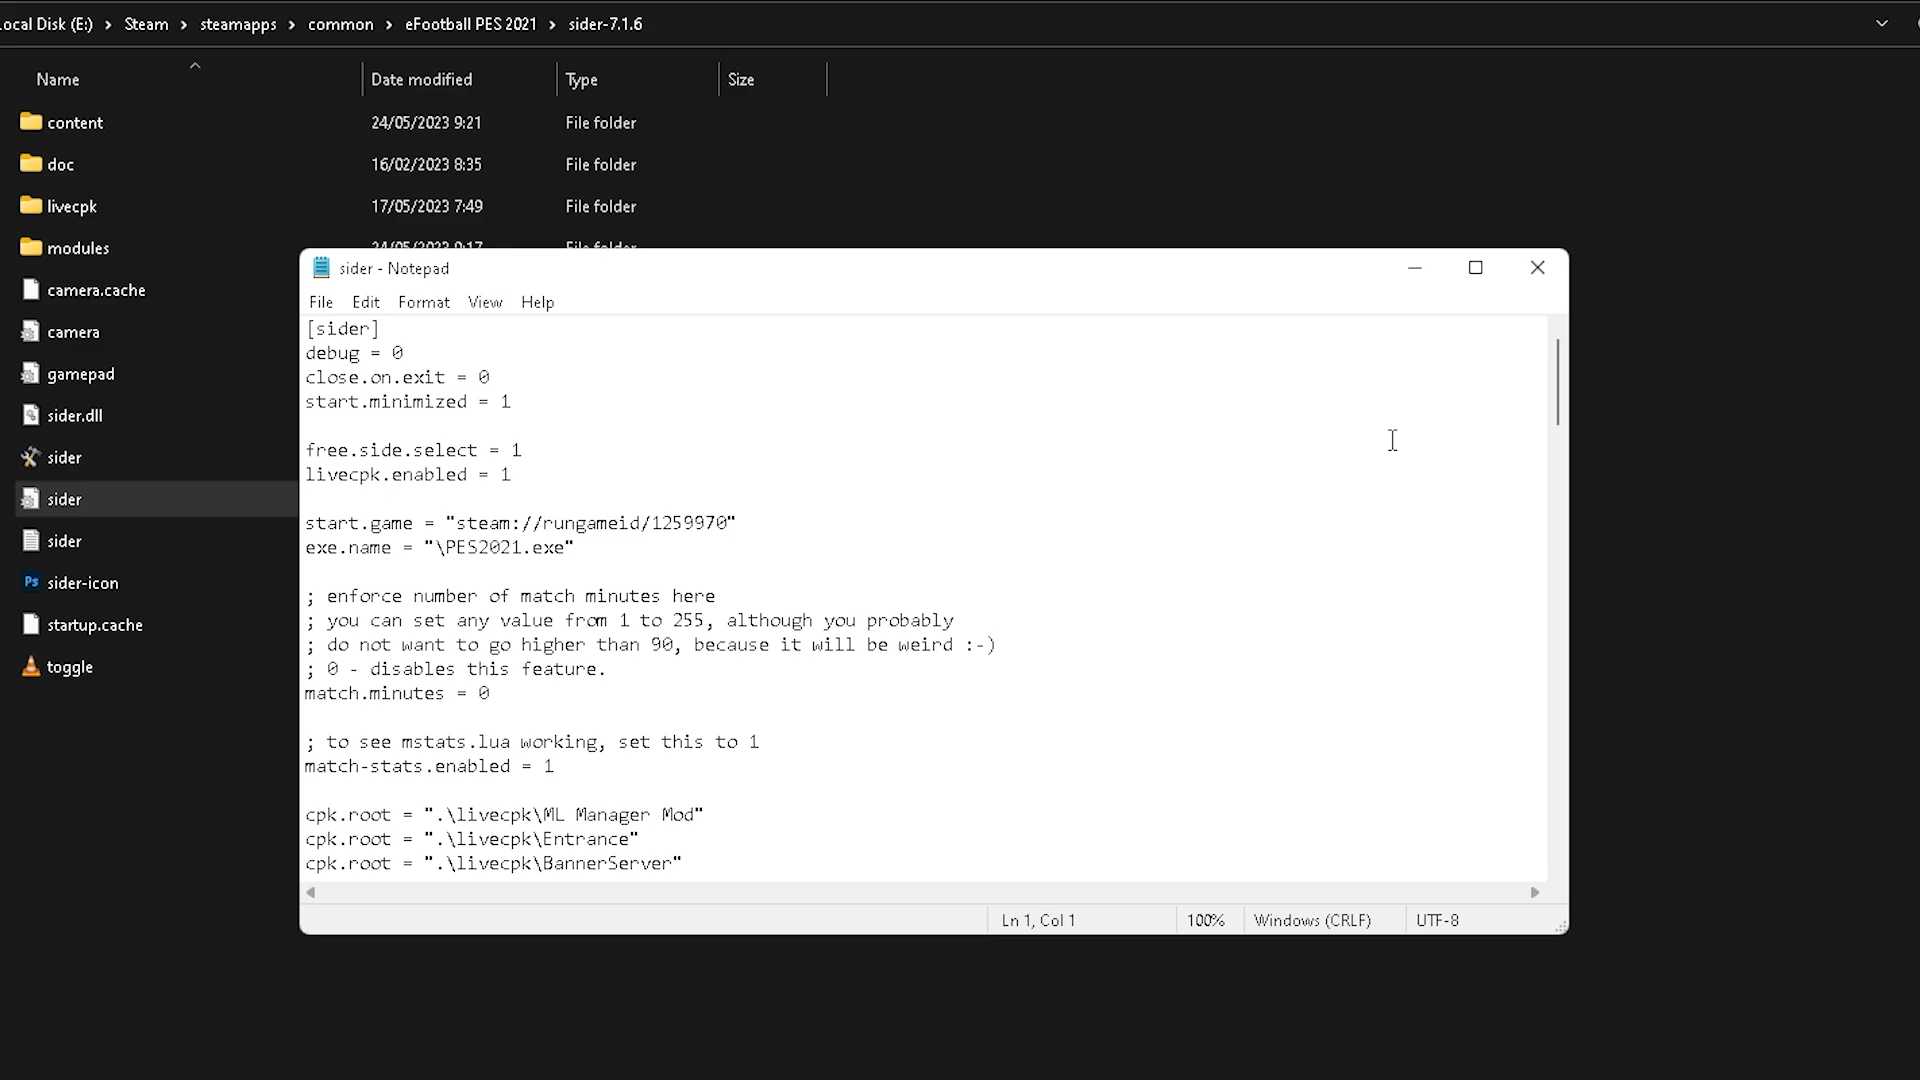 Local Disk (E:) › Steam › steamapps › common › eFootball PES 2021 › sider-7.1.6
Name Date modified Type Size
content 24/05/2023 9:21 File folder
doc 16/02/2023 8:35 File folder
livecpk 17/05/2023 7:49 File folder
modules 24/05/2023 9:17 File folder
camera.cache
camera
gamepad
sider.dll
sider
sider
sider
Ps sider-icon
startup.cache
toggle
sider - Notepad
File Edit Format View Help
[sider]
debug = 0
close.on.exit = 0
start.minimized = 1
free.side.select = 1
livecpk.enabled = 1
start.game = "steam://rungameid/1259970"
exe.name = "\PES2021.exe"
; enforce number of match minutes here
; you can set any value from 1 to 255, although you probably
; do not want to go higher than 90, because it will be weird :-)
; 0 - disables this feature.
match.minutes = 0
; to see mstats.lua working, set this to 1
match-stats.enabled = 1
cpk.root = ".\livecpk\ML Manager Mod"
cpk.root = ".\livecpk\Entrance"
cpk.root = ".\livecpk\BannerServer"
Ln 1, Col 1 100% Windows (CRLF) UTF-8